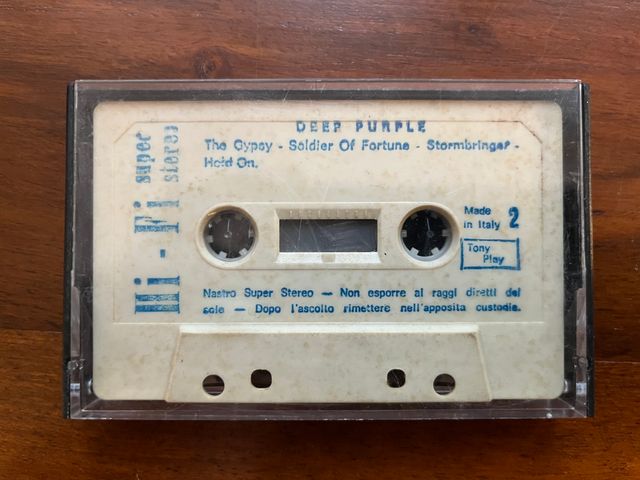 DEEP PURPLE
The Gypsy - Soldier Of Fortune - Stormbringer -
Hold On.
Hi - Fi super
stereo
Made
in Italy
2
Tony
Play
Nastro Super Stereo — Non esporre ai raggi diretti del
sole — Dopo l'ascolto rimettere nell'apposita custodia.